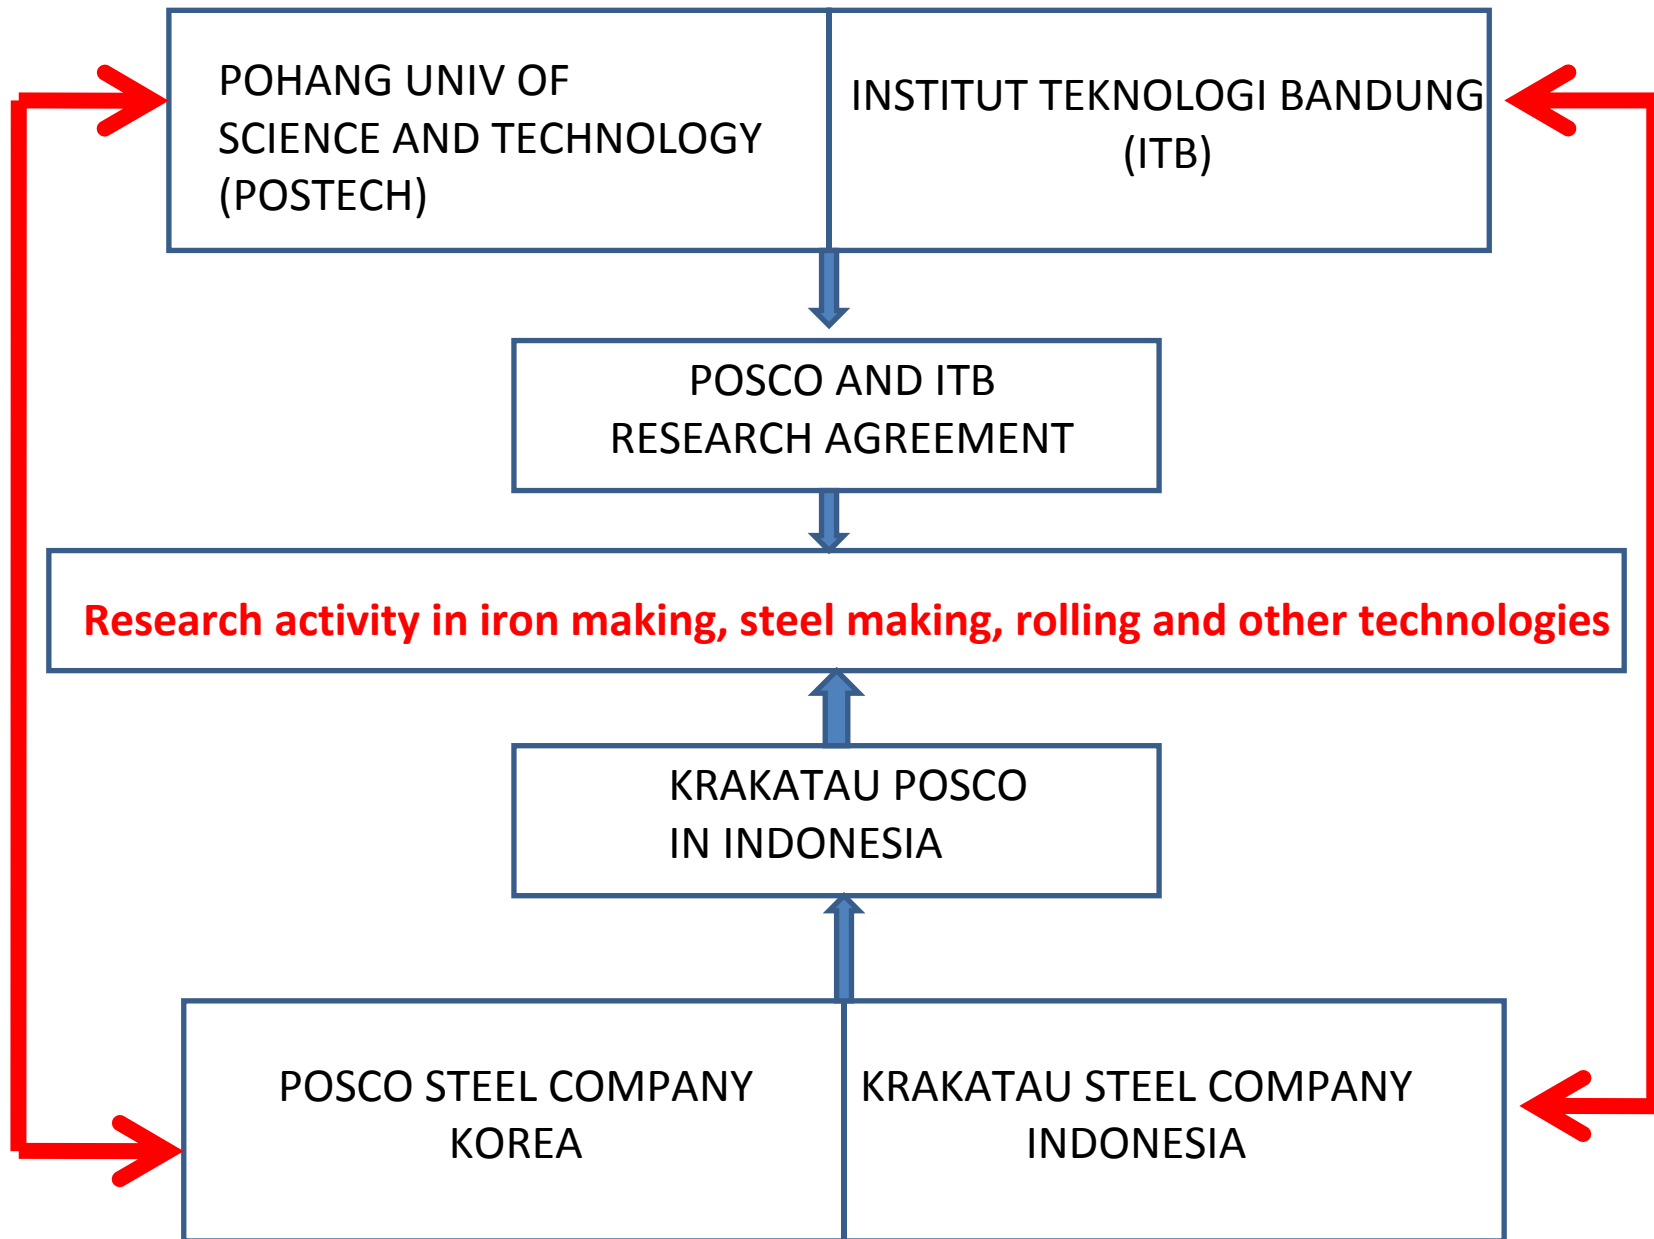 POHANG UNIV OF
SCIENCE AND TECHNOLOGY
(POSTECH)
INSTITUT TEKNOLOGI BANDUNG
(ITB)
POSCO AND ITB
RESEARCH AGREEMENT
Research activity in iron making, steel making, rolling and other technologies
KRAKATAU POSCO
IN INDONESIA
POSCO STEEL COMPANY
KOREA
KRAKATAU STEEL COMPANY
INDONESIA